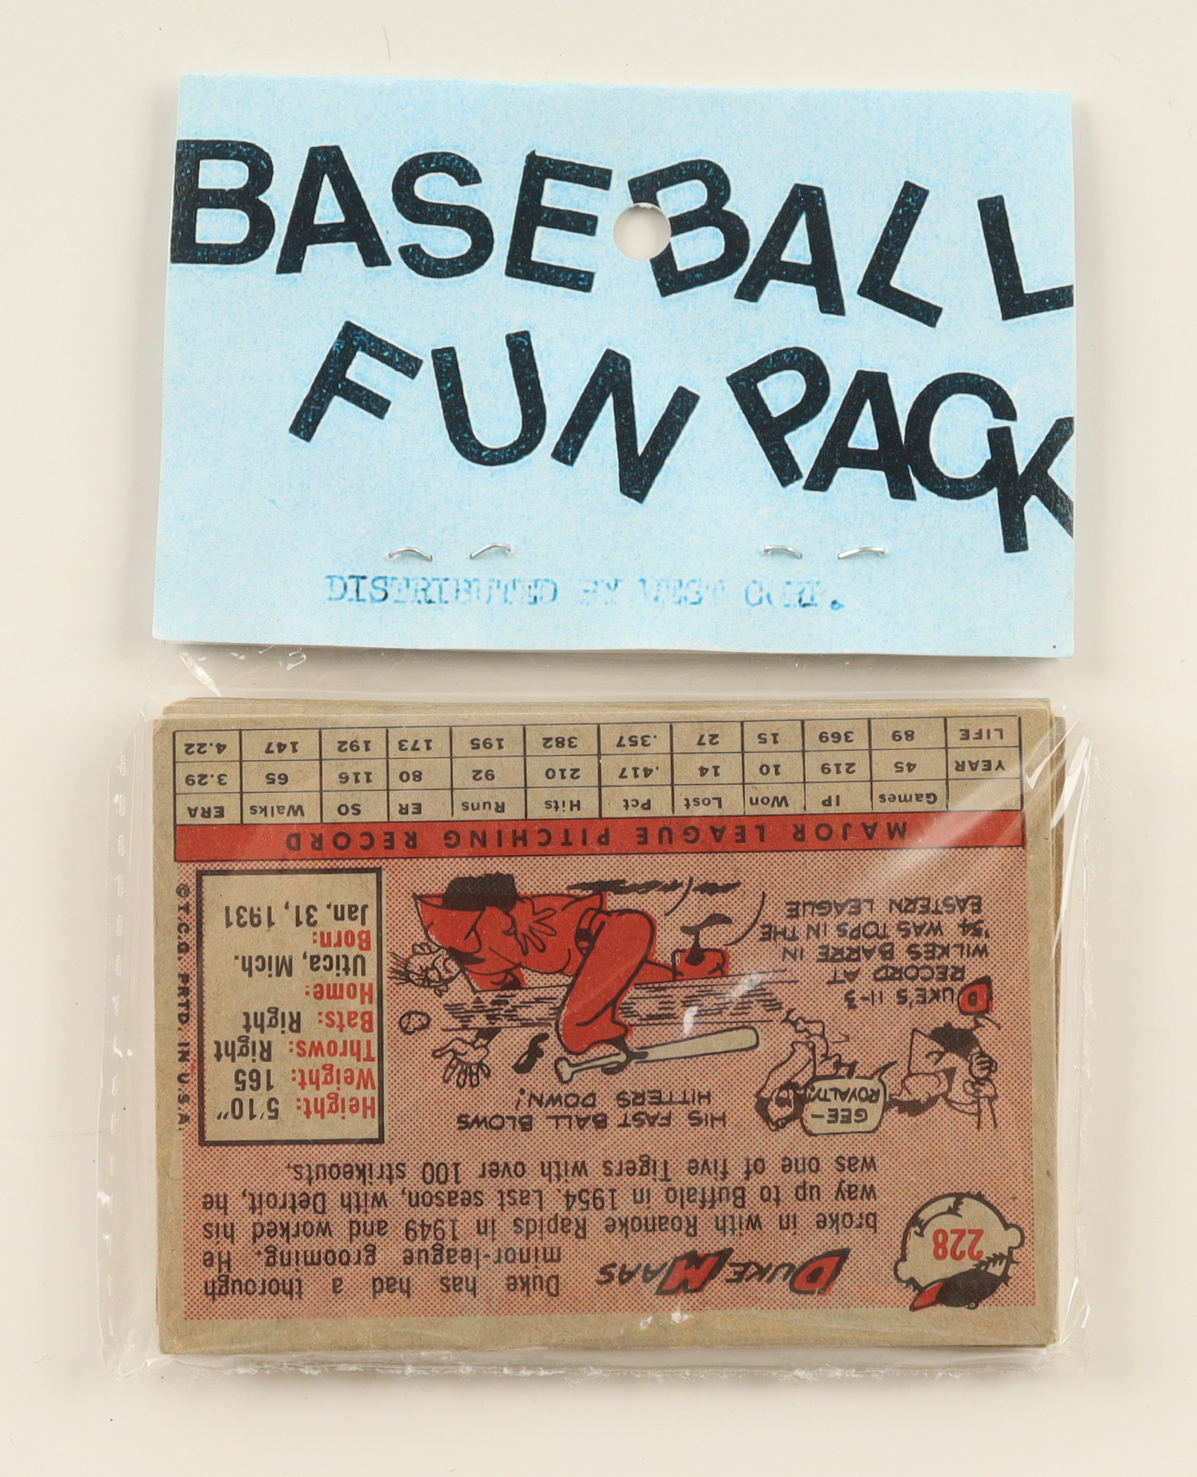 BASEBALL
FUN PACK
DISTRIBUTED BY WEST CORP.
228
DUKE MAAS
Duke has had a thorough
minor-league grooming. He
broke in with Roanoke Rapids in 1949 and worked his
way up to Buffalo in 1954. Last season, with Detroit, he
was one of five Tigers with over 100 strikeouts.
GEE-
ROYALTY!
DUKE'S 11-3
RECORD AT
WILKES BARRE IN
'54 WAS TOPS IN THE
EASTERN LEAGUE
HIS FAST BALL BLOWS
HITTERS DOWN!
Height: 5'10"
Weight: 165
Throws: Right
Bats: Right
Home:
Utica, Mich.
Born:
Jan. 31, 1931
© T.C.G. PRTD. IN U.S.A.
MAJOR LEAGUE PITCHING RECORD
Games IP Won Lost Pct Hits Runs ER SO Walks ERA
YEAR 45 219 10 14 .417 210 92 80 116 65 3.29
LIFE 89 369 15 27 .357 382 195 173 192 147 4.22